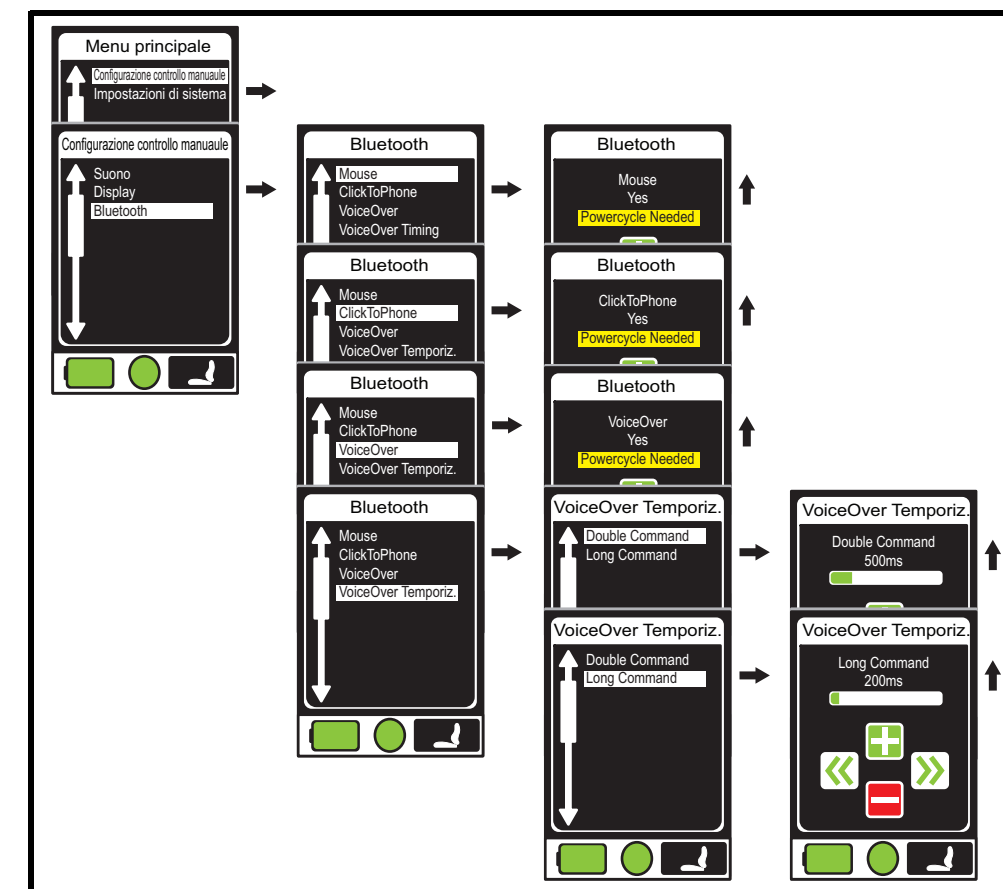 Menu principale
Configurazione controllo manuaule
Impostazioni di sistema
Configurazione controllo manuaule
Suono
Display
Bluetooth
Bluetooth
Mouse
ClickToPhone
VoiceOver
VoiceOver Timing
Bluetooth
Mouse
Yes
Powercycle Needed
Bluetooth
Mouse
ClickToPhone
VoiceOver
VoiceOver Temporiz.
Bluetooth
ClickToPhone
Yes
Powercycle Needed
Bluetooth
Mouse
ClickToPhone
VoiceOver
VoiceOver Temporiz.
Bluetooth
VoiceOver
Yes
Powercycle Needed
Bluetooth
Mouse
ClickToPhone
VoiceOver
VoiceOver Temporiz.
VoiceOver Temporiz.
Double Command
Long Command
VoiceOver Temporiz.
Double Command
500ms
VoiceOver Temporiz.
Double Command
Long Command
VoiceOver Temporiz.
Long Command
200ms